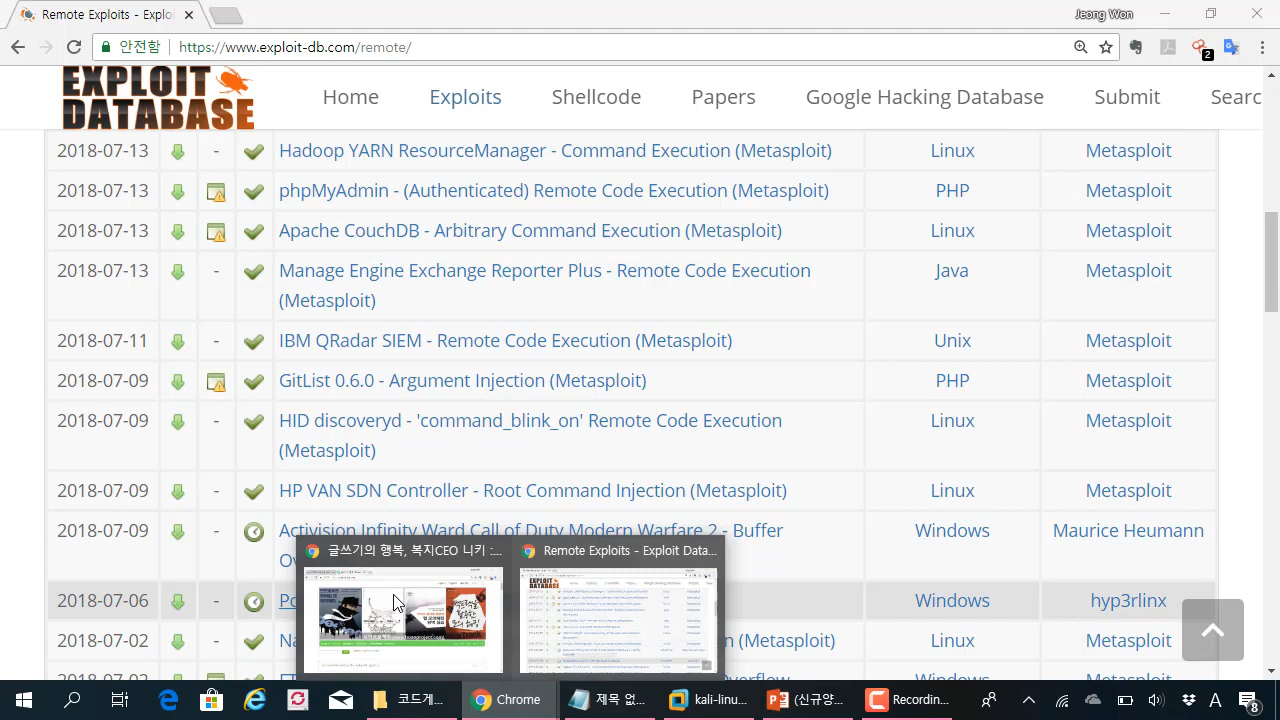 Remote Exploits - Exploi
Jeong Won
안전함 https://www.exploit-db.com/remote/
2
EXPLOIT
DATABASE
Home Exploits Shellcode Papers Google Hacking Database Submit Searc
2018-07-13 - Hadoop YARN ResourceManager - Command Execution (Metasploit) Linux Metasploit
2018-07-13 phpMyAdmin - (Authenticated) Remote Code Execution (Metasploit) PHP Metasploit
2018-07-13 Apache CouchDB - Arbitrary Command Execution (Metasploit) Linux Metasploit
2018-07-13 - Manage Engine Exchange Reporter Plus - Remote Code Execution Java Metasploit
(Metasploit)
2018-07-11 - IBM QRadar SIEM - Remote Code Execution (Metasploit) Unix Metasploit
2018-07-09 GitList 0.6.0 - Argument Injection (Metasploit) PHP Metasploit
2018-07-09 - HID discoveryd - 'command_blink_on' Remote Code Execution Linux Metasploit
(Metasploit)
2018-07-09 - HP VAN SDN Controller - Root Command Injection (Metasploit) Linux Metasploit
2018-07-09 - Activision Infinity Ward Call of Duty Modern Warfare 2 - Buffer Windows Maurice Heumann
글쓰기의 행복, 복지CEO 니키 :... Remote Exploits - Exploit Data...
EXPLOIT
DATABASE
2018-07-06 - Windows hyp3rlinx
2018-07-02 - (Metasploit) Linux Metasploit
코드게... Chrome 제목 없... kali-linu... (신규양... Recordin... A 8